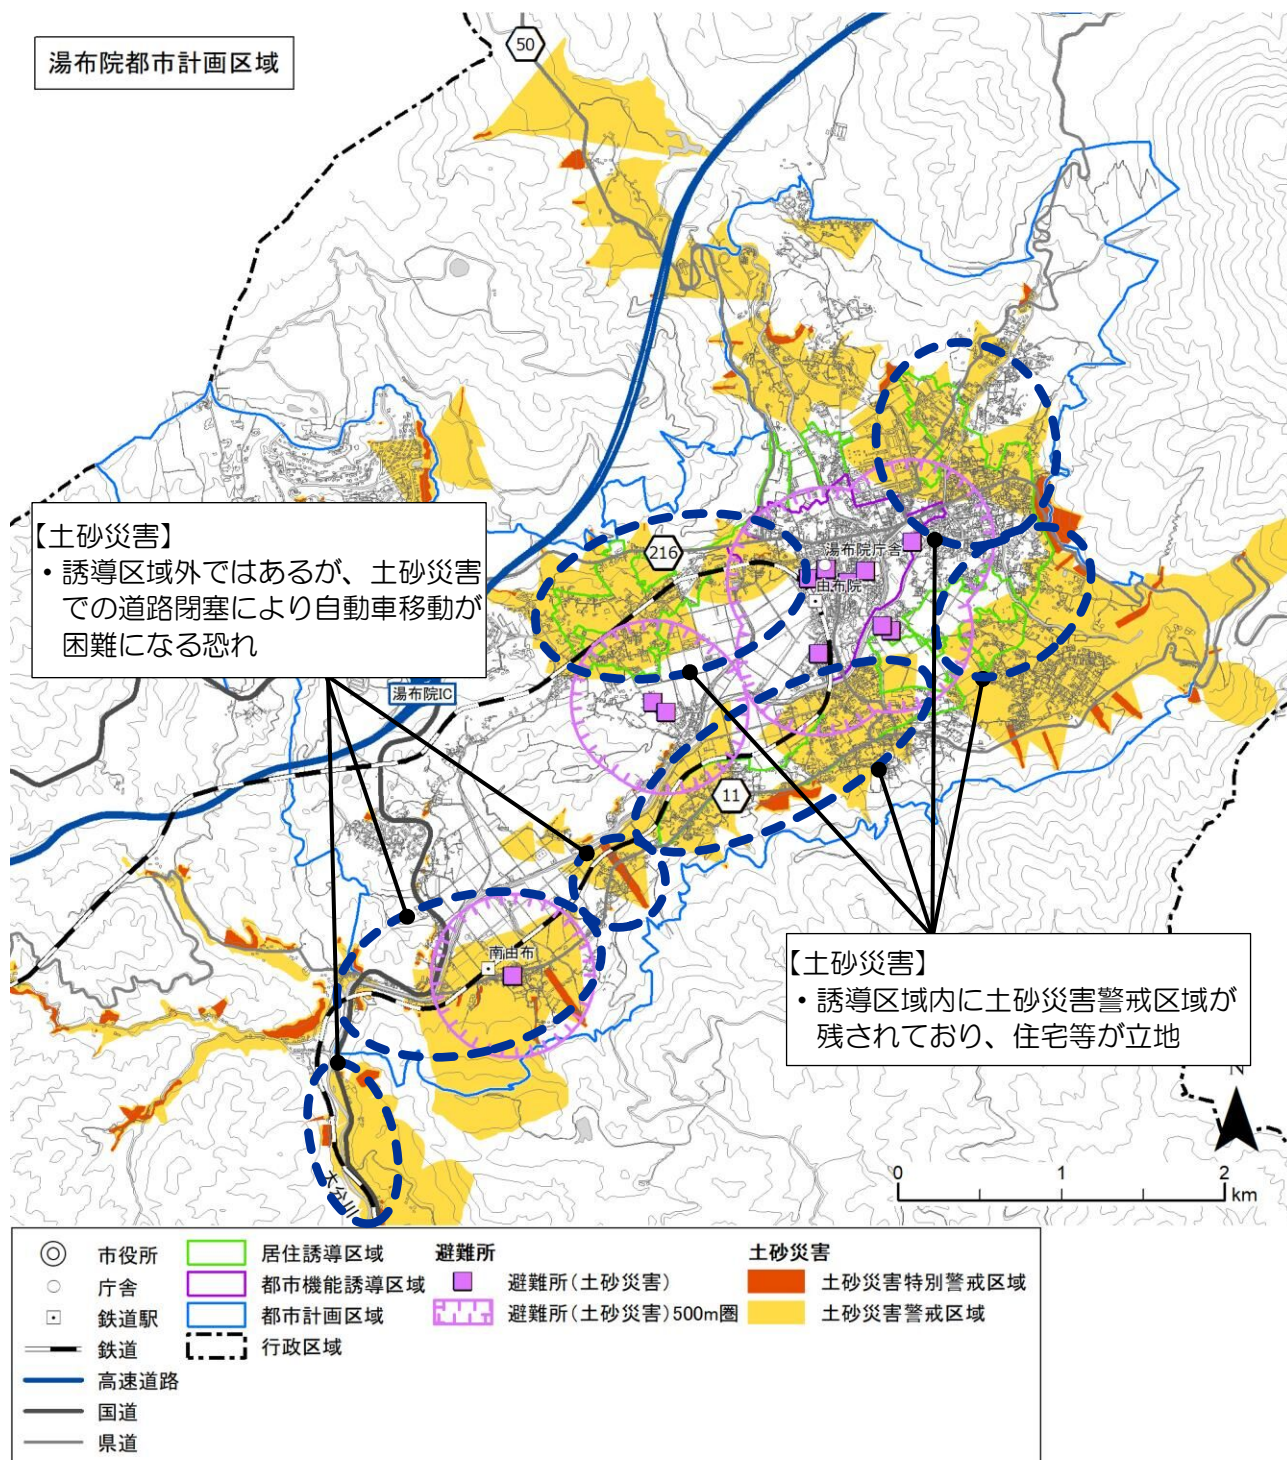 湯布院都市計画区域
50
【土砂災害】
・誘導区域外ではあるが、土砂災害
での道路閉塞により自動車移動が
困難になる恐れ
216
湯布院庁舎
由布院
湯布院IC
11
南由布
【土砂災害】
・誘導区域内に土砂災害警戒区域が
残されており、住宅等が立地
大分川
N
0 1 2
km
市役所
庁舎
鉄道駅
鉄道
高速道路
国道
県道
居住誘導区域
都市機能誘導区域
都市計画区域
行政区域
避難所
避難所(土砂災害)
避難所(土砂災害)500m圏
土砂災害
土砂災害特別警戒区域
土砂災害警戒区域